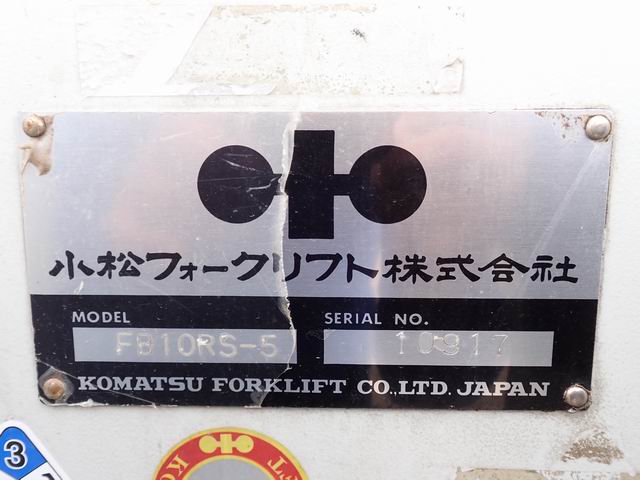 小松フォークリフト株式会社
MODEL SERIAL NO.
FB10RS-5 10917
KOMATSU FORKLIFT CO.,LTD. JAPAN
3